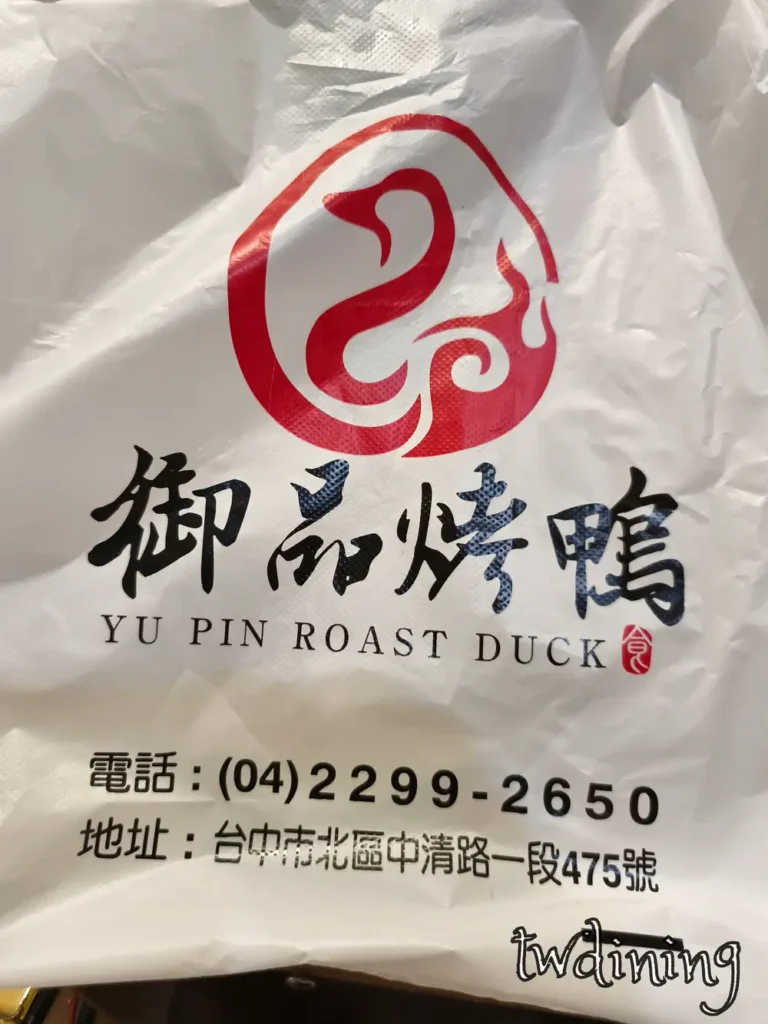 御品烤鴨
YU PIN ROAST DUCK
電話：(04)2299-2650
地址：台中市北區中清路一段475號
twdining